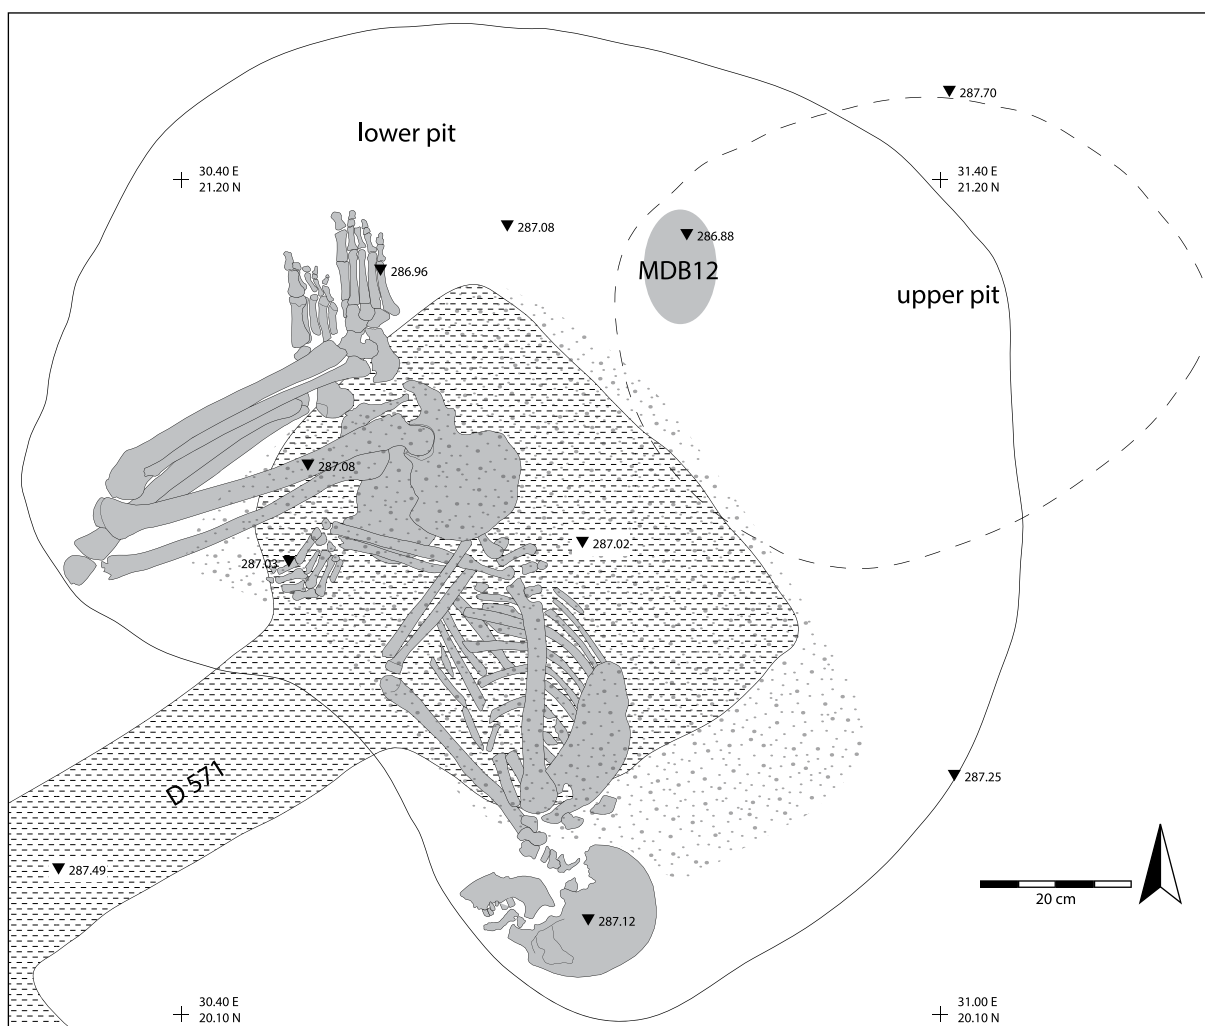 287.70
lower pit
30.40 E
21.20 N
31.40 E
21.20 N
287.08
286.88
286.96
MDB12
upper pit
287.08
287.02
287.03
D 571
287.25
287.49
20 cm
287.12
30.40 E
20.10 N
31.00 E
20.10 N